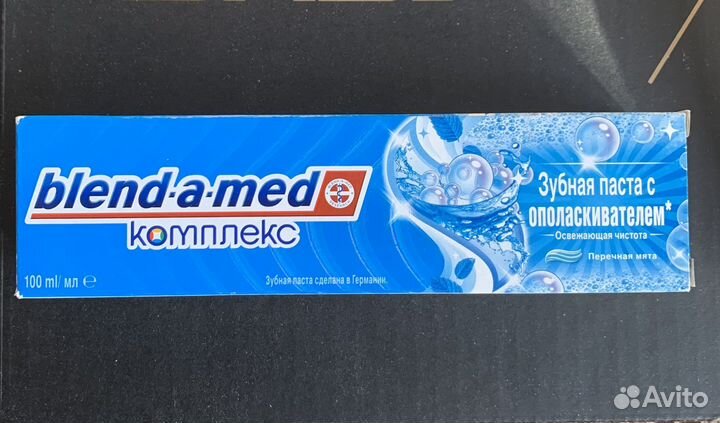 blend-a-med
комплекс
100 ml/ мл ℮
Зубная паста сделана в Германии.
Зубная паста с
ополаскивателем*
Освежающая чистота
Перечная мята
Avito